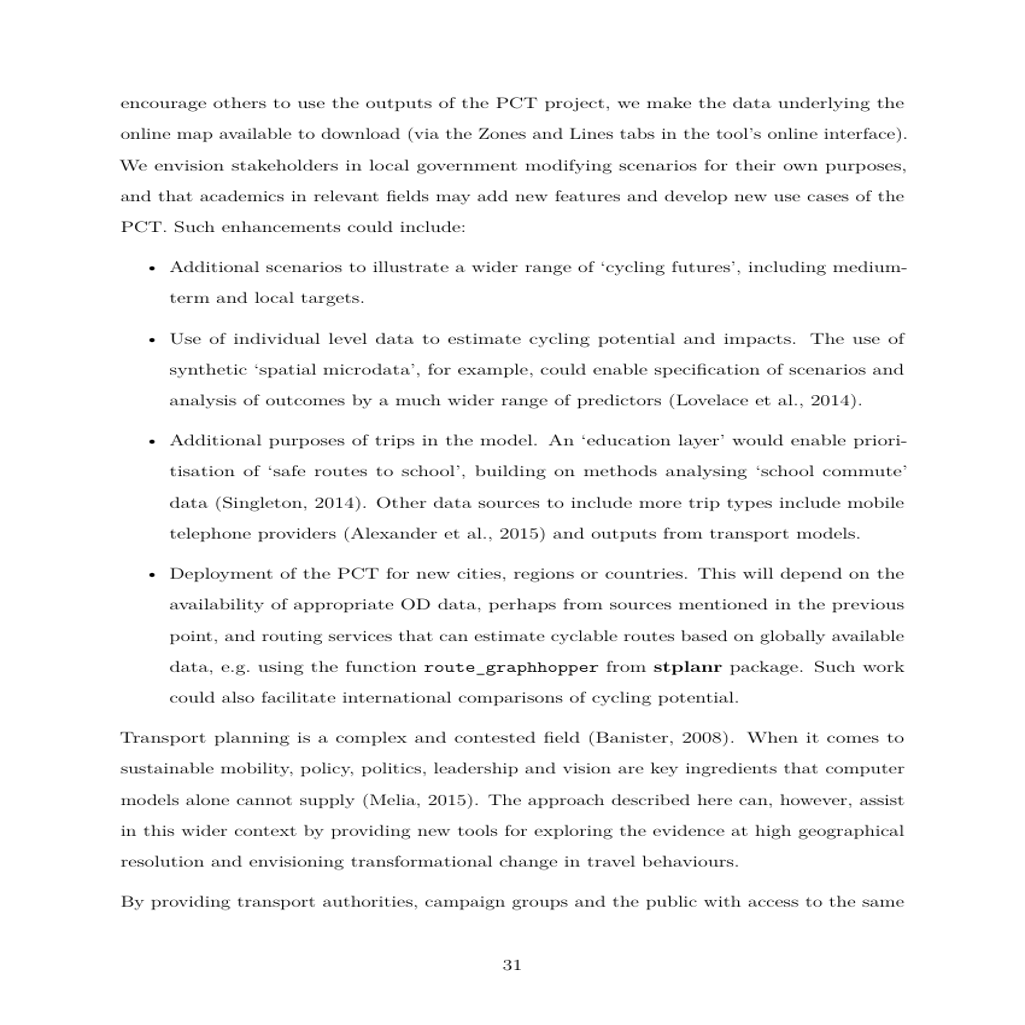 encourage others to use the outputs of the PCT project, we make the data underlying the
online map available to download (via the Zones and Lines tabs in the tool’s online interface).
We envision stakeholders in local government modifying scenarios for their own purposes,
and that academics in relevant fields may add new features and develop new use cases of the
PCT. Such enhancements could include:
• Additional scenarios to illustrate a wider range of ‘cycling futures’, including medium-
term and local targets.
• Use of individual level data to estimate cycling potential and impacts. The use of
synthetic ‘spatial microdata’, for example, could enable specification of scenarios and
analysis of outcomes by a much wider range of predictors (Lovelace et al., 2014).
• Additional purposes of trips in the model. An ‘education layer’ would enable priori-
tisation of ‘safe routes to school’, building on methods analysing ‘school commute’
data (Singleton, 2014). Other data sources to include more trip types include mobile
telephone providers (Alexander et al., 2015) and outputs from transport models.
• Deployment of the PCT for new cities, regions or countries. This will depend on the
availability of appropriate OD data, perhaps from sources mentioned in the previous
point, and routing services that can estimate cyclable routes based on globally available
data, e.g. using the function route_graphhopper from stplanr package. Such work
could also facilitate international comparisons of cycling potential.
Transport planning is a complex and contested field (Banister, 2008). When it comes to
sustainable mobility, policy, politics, leadership and vision are key ingredients that computer
models alone cannot supply (Melia, 2015). The approach described here can, however, assist
in this wider context by providing new tools for exploring the evidence at high geographical
resolution and envisioning transformational change in travel behaviours.
By providing transport authorities, campaign groups and the public with access to the same
31